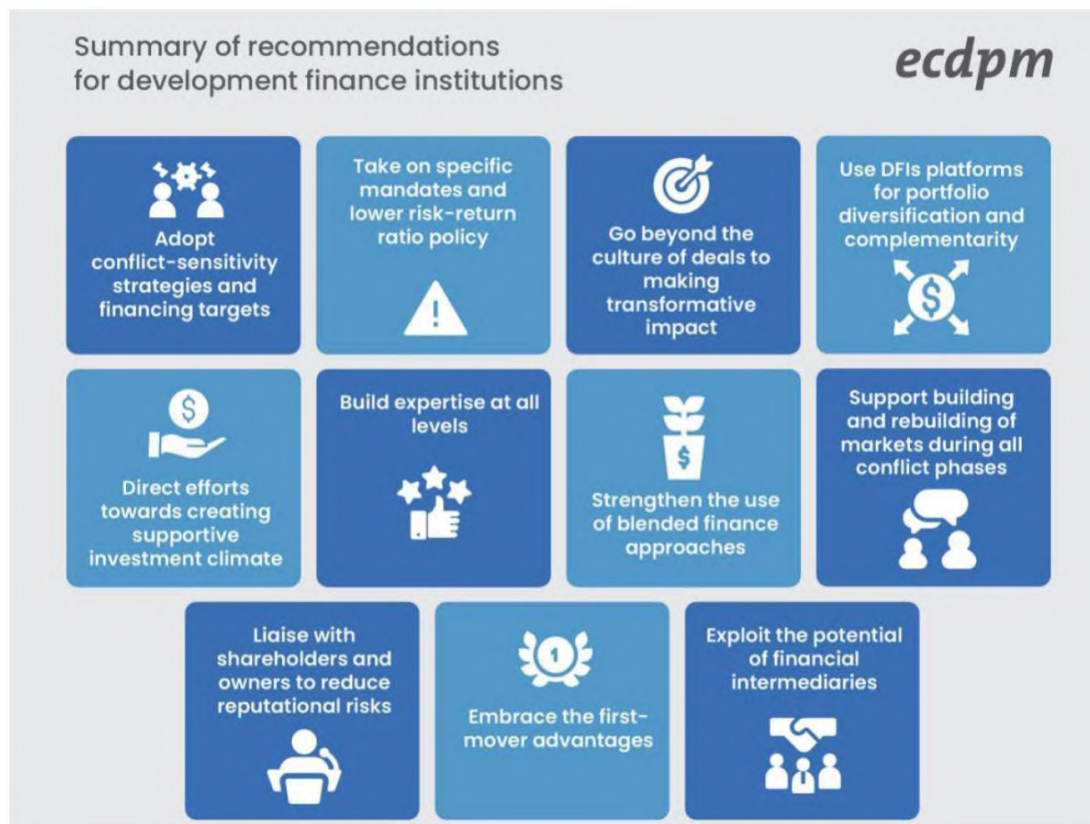 Summary of recommendations
for development finance institutions
ecdpm
Adopt
conflict-sensitivity
strategies and
financing targets
Take on specific
mandates and
lower risk-return
ratio policy
!
Go beyond the
culture of deals to
making
transformative
impact
Use DFIs platforms
for portfolio
diversification and
complementarity
$
$
Direct efforts
towards creating
supportive
investment climate
Build expertise at all
levels
$
Strengthen the use
of blended finance
approaches
Support building
and rebuilding of
markets during all
conflict phases
Liaise with
shareholders and
owners to reduce
reputational risks
1
Embrace the first-
mover advantages
Exploit the potential
of financial
intermediaries